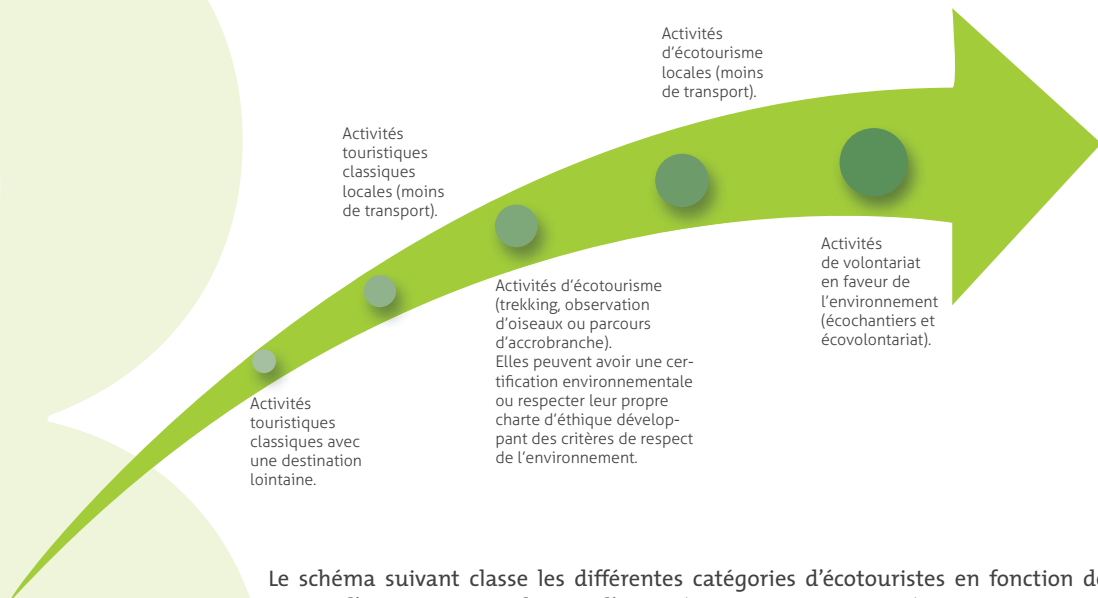 Activités
d'écotourisme
locales (moins
de transport).
Activités
touristiques
classiques
locales (moins
de transport).
Activités
de volontariat
en faveur de
l'environnement
(écochantiers et
écovolontariat).
Activités d'écotourisme
(trekking, observation
d'oiseaux ou parcours
d'accrobranche).
Elles peuvent avoir une cer-
tification environnementale
ou respecter leur propre
charte d'éthique dévelop-
pant des critères de respect
de l'environnement.
Activités
touristiques
classiques avec
une destination
lointaine.
Le schéma suivant classe les différentes catégories d'écotouristes en fonction de